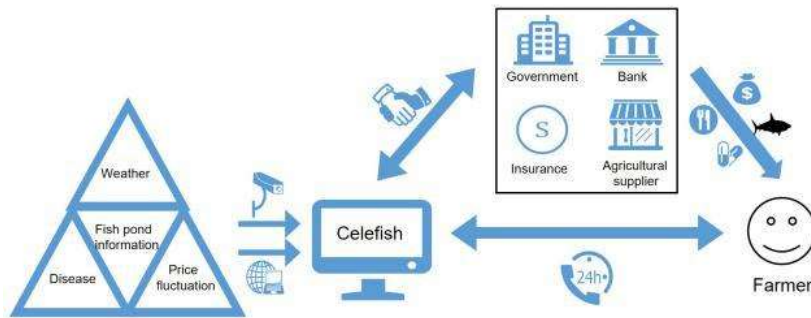 Government
Bank
S
Insurance
Agricultural
supplier
$
Weather
Fish pond
information
Disease
Price
fluctuation
Celefish
24h
Farmer